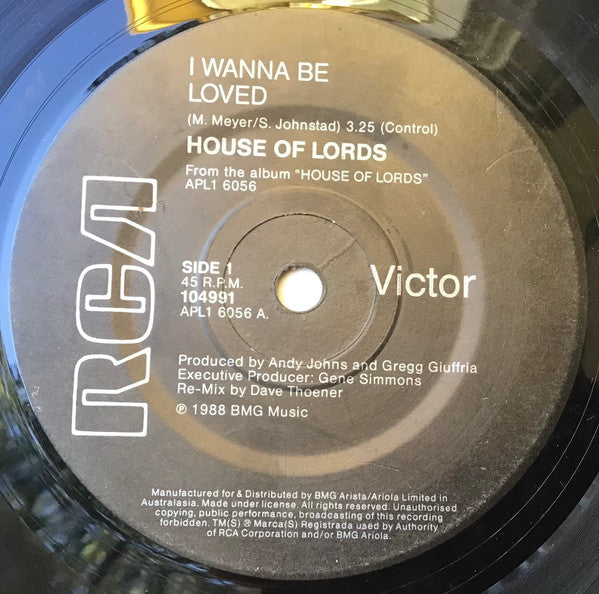 I WANNA BE
LOVED
(M. Meyer/S. Johnstad) 3.25 (Control)
HOUSE OF LORDS
From the album "HOUSE OF LORDS"
APL1 6056
RCA
SIDE 1
45 R.P.M.
104991
APL1 6056 A.
Victor
Produced by Andy Johns and Gregg Giuffria
Executive Producer: Gene Simmons
Re-Mix by Dave Thoener
℗ 1988 BMG Music
Manufactured for & Distributed by BMG Arista/Ariola Limited in
Australasia. Made under license. All rights reserved. Unauthorised
copying, public performance, broadcasting of this recording
forbidden. TM(S) ® Marca(S) Registrada used by Authority
of RCA Corporation and/or BMG Ariola.